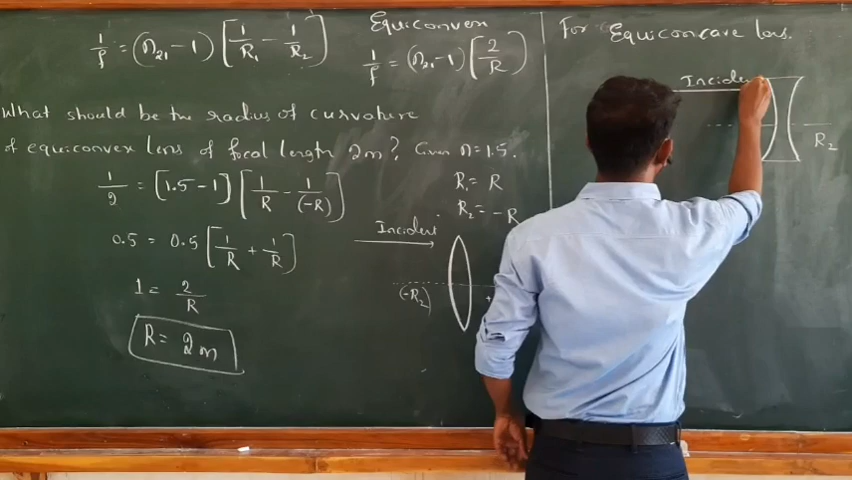 1/f = (n₂₁ - 1) [1/R₁ - 1/R₂]
Equiconvex
1/f = (n₂₁ - 1) [2/R]
What should be the radius of curvature
of equiconvex lens of focal length 2m? Given n = 1.5.
1/2 = [1.5 - 1] [1/R - 1/(-R)]
R₁ = R
R₂ = -R
0.5 = 0.5 [1/R + 1/R]
1 = 2/R
R = 2m
Incident
(-R₂)
+
For Equiconcave lens.
Inciden
R₂